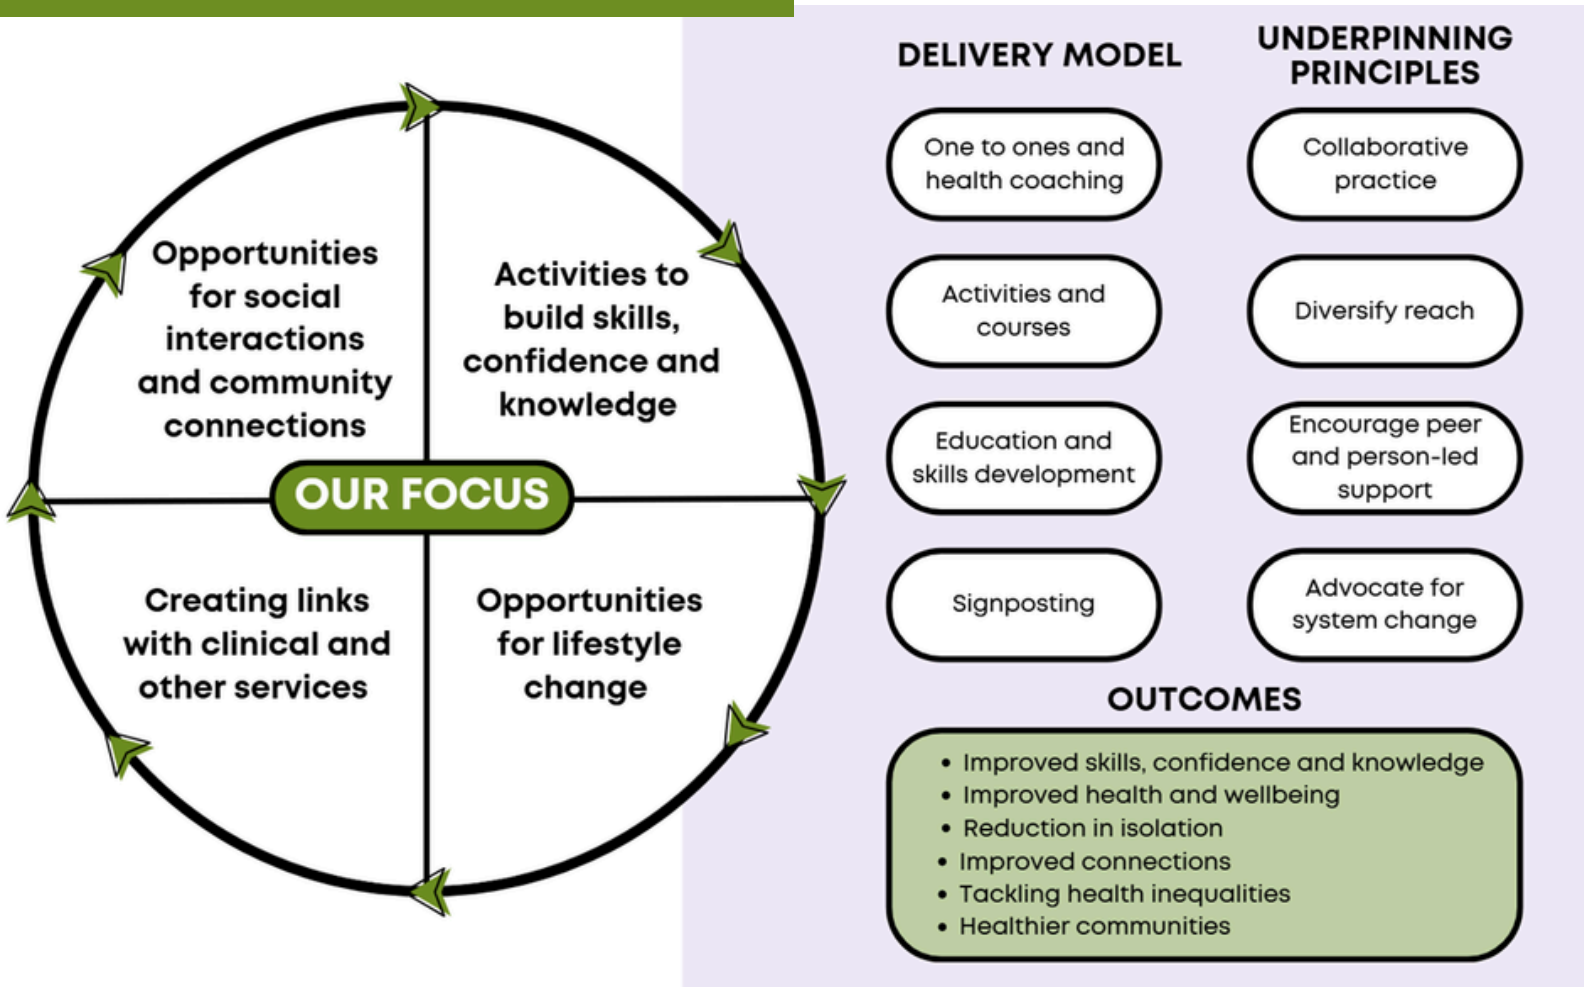 Opportunities
for social
interactions
and community
connections
Activities to
build skills,
confidence and
knowledge
OUR FOCUS
Creating links
with clinical and
other services
Opportunities
for lifestyle
change
DELIVERY MODEL
One to ones and
health coaching
Activities and
courses
Education and
skills development
Signposting
UNDERPINNING
PRINCIPLES
Collaborative
practice
Diversify reach
Encourage peer
and person-led
support
Advocate for
system change
OUTCOMES
• Improved skills, confidence and knowledge
• Improved health and wellbeing
• Reduction in isolation
• Improved connections
• Tackling health inequalities
• Healthier communities